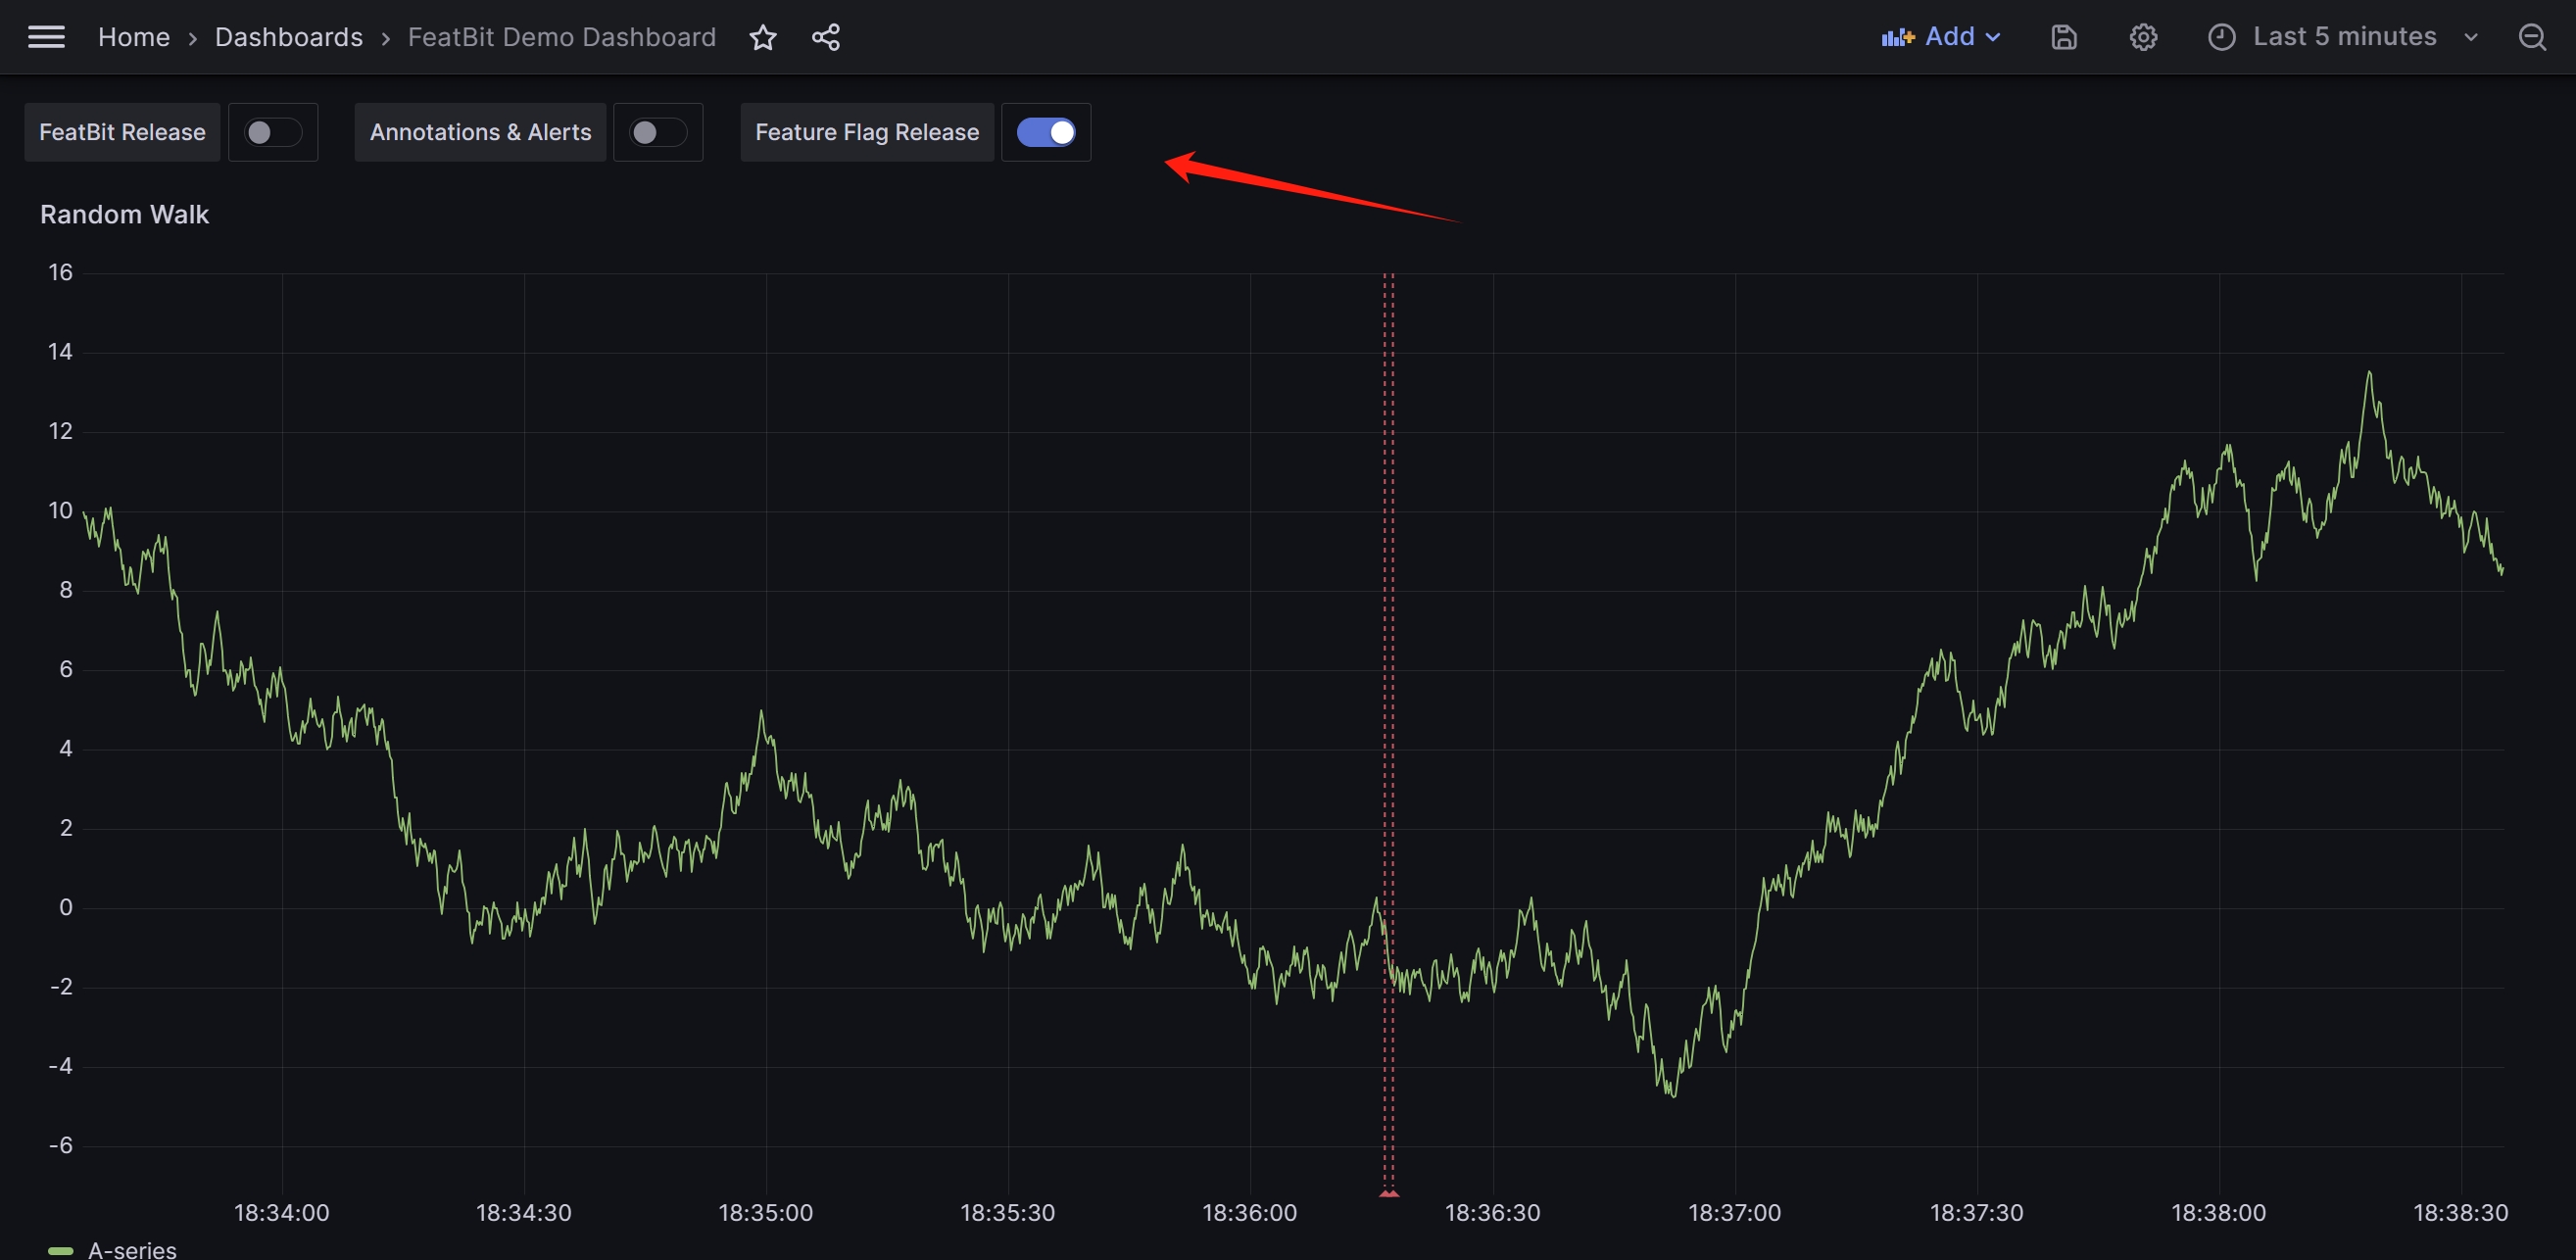 Home > Dashboards > FeatBit Demo Dashboard Add Last 5 minutes
FeatBit Release Annotations & Alerts Feature Flag Release
Random Walk
16
14
12
10
8
6
4
2
0
-2
-4
-6
18:34:00 18:34:30 18:35:00 18:35:30 18:36:00 18:36:30 18:37:00 18:37:30 18:38:00 18:38:30
A-series